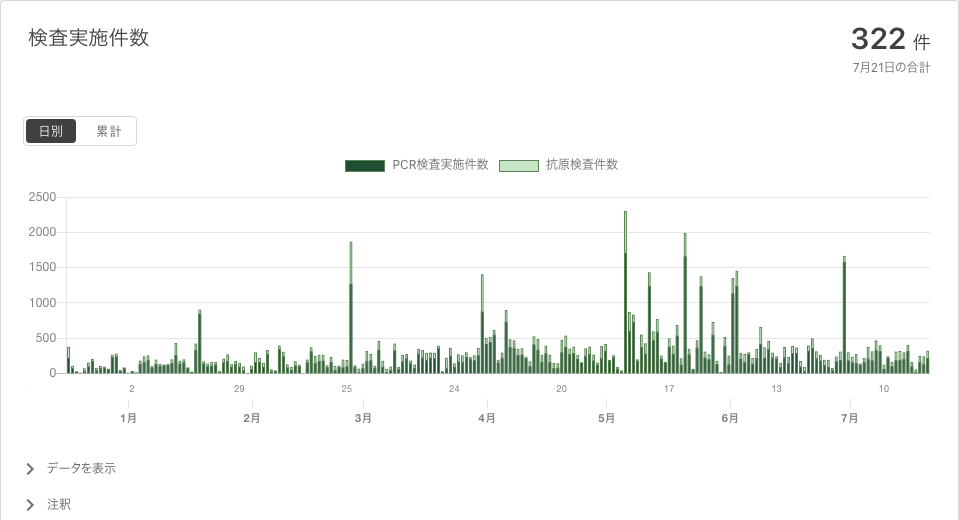 検査実施件数
322 件
7月21日の合計
日別 累計
PCR検査実施件数 抗原検査件数
2500
2000
1500
1000
500
0
2 29 25 24 20 17 13 10
1月 2月 3月 4月 5月 6月 7月
データを表示
注釈